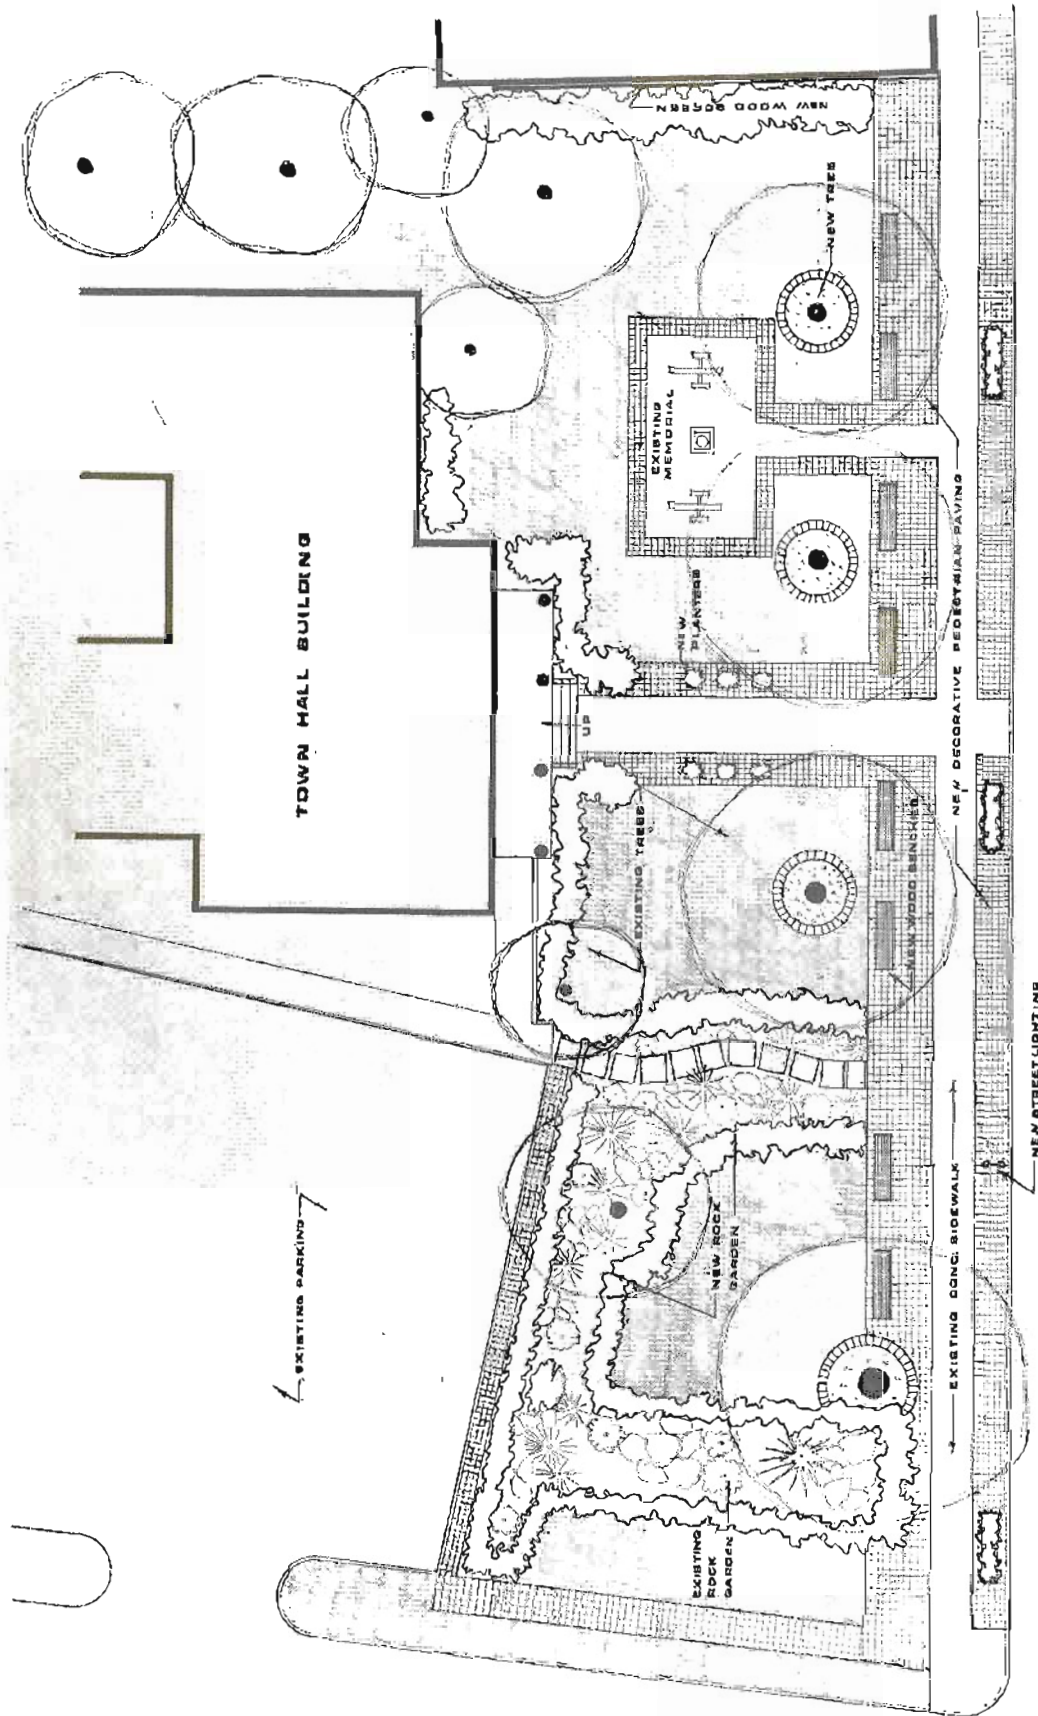 NEW WOOD SCREEN
NEW TREE
EXISTING
MEMORIAL
TOWN HALL BUILDING
NEW
PLANTERS
UP
NEW DECORATIVE PEDESTRIAN PAVING
EXISTING TREES
NEW WOOD BENCHES
NEW STREET LIGHTING
EXISTING PARKING
NEW ROCK
GARDEN
EXISTING CONC. SIDEWALK
EXISTING
ROCK
GARDEN